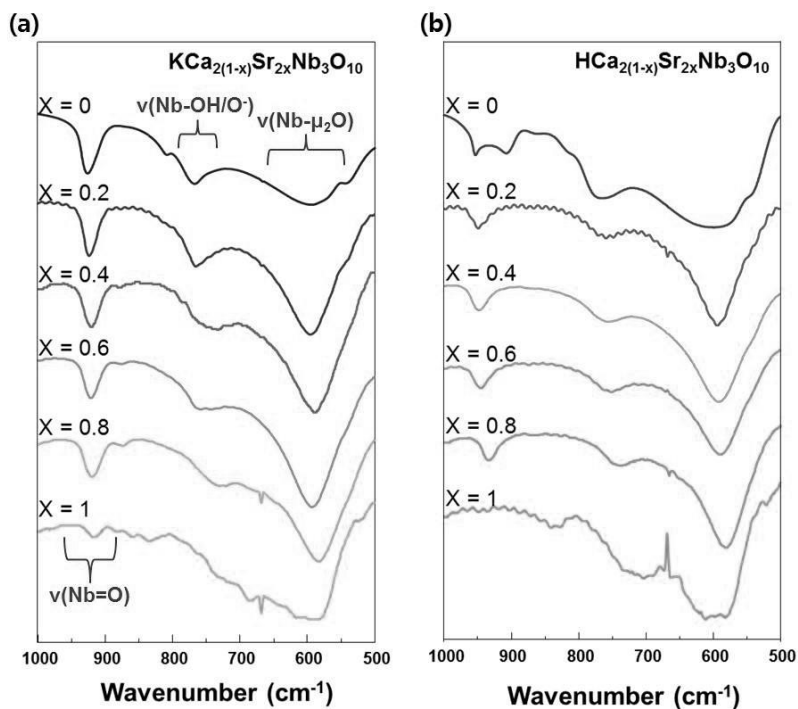 (a)
KCa₂₍₁₋ₓ₎Sr₂ₓNb₃O₁₀
X = 0
ν(Nb-OH/O⁻)
ν(Nb-μ₂O)
X = 0.2
X = 0.4
X = 0.6
X = 0.8
X = 1
ν(Nb=O)
1000 900 800 700 600 500
Wavenumber (cm⁻¹)
(b)
HCa₂₍₁₋ₓ₎Sr₂ₓNb₃O₁₀
X = 0
X = 0.2
X = 0.4
X = 0.6
X = 0.8
X = 1
1000 900 800 700 600 500
Wavenumber (cm⁻¹)